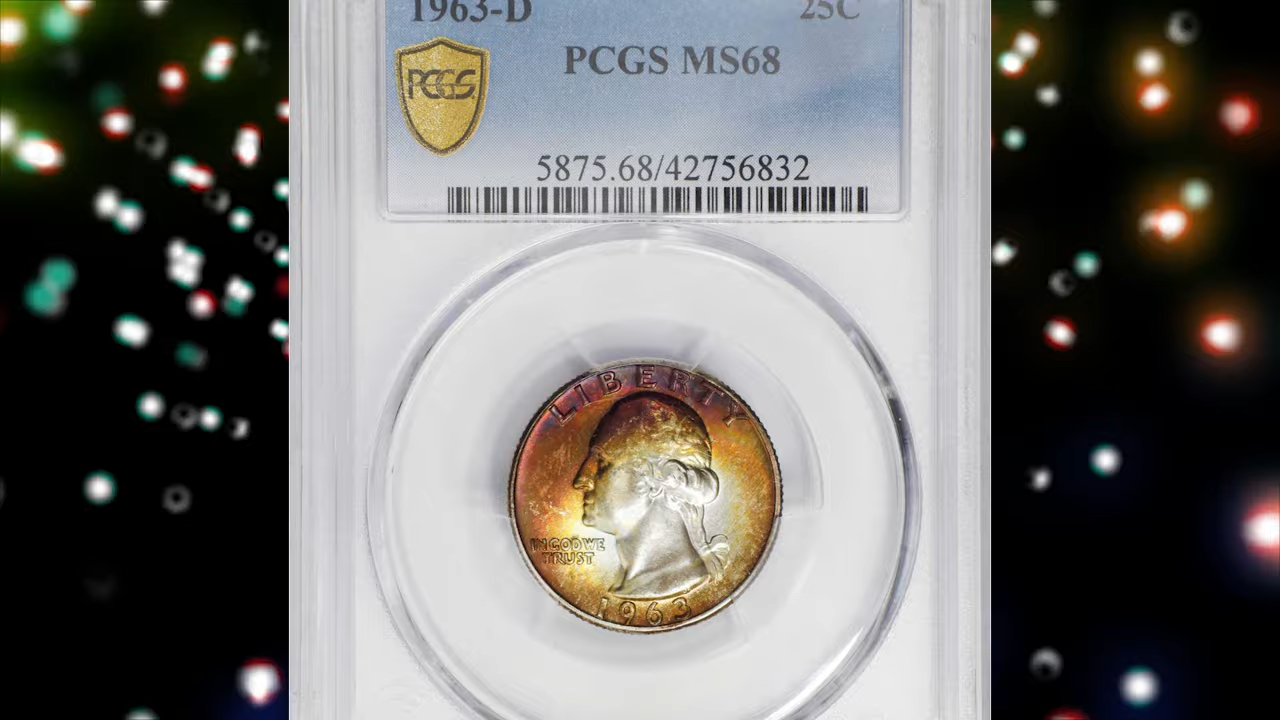 1963-D 25C
PCGS MS68
PCGS
5875.68/42756832
LIBERTY
IN GOD WE
TRUST
1963